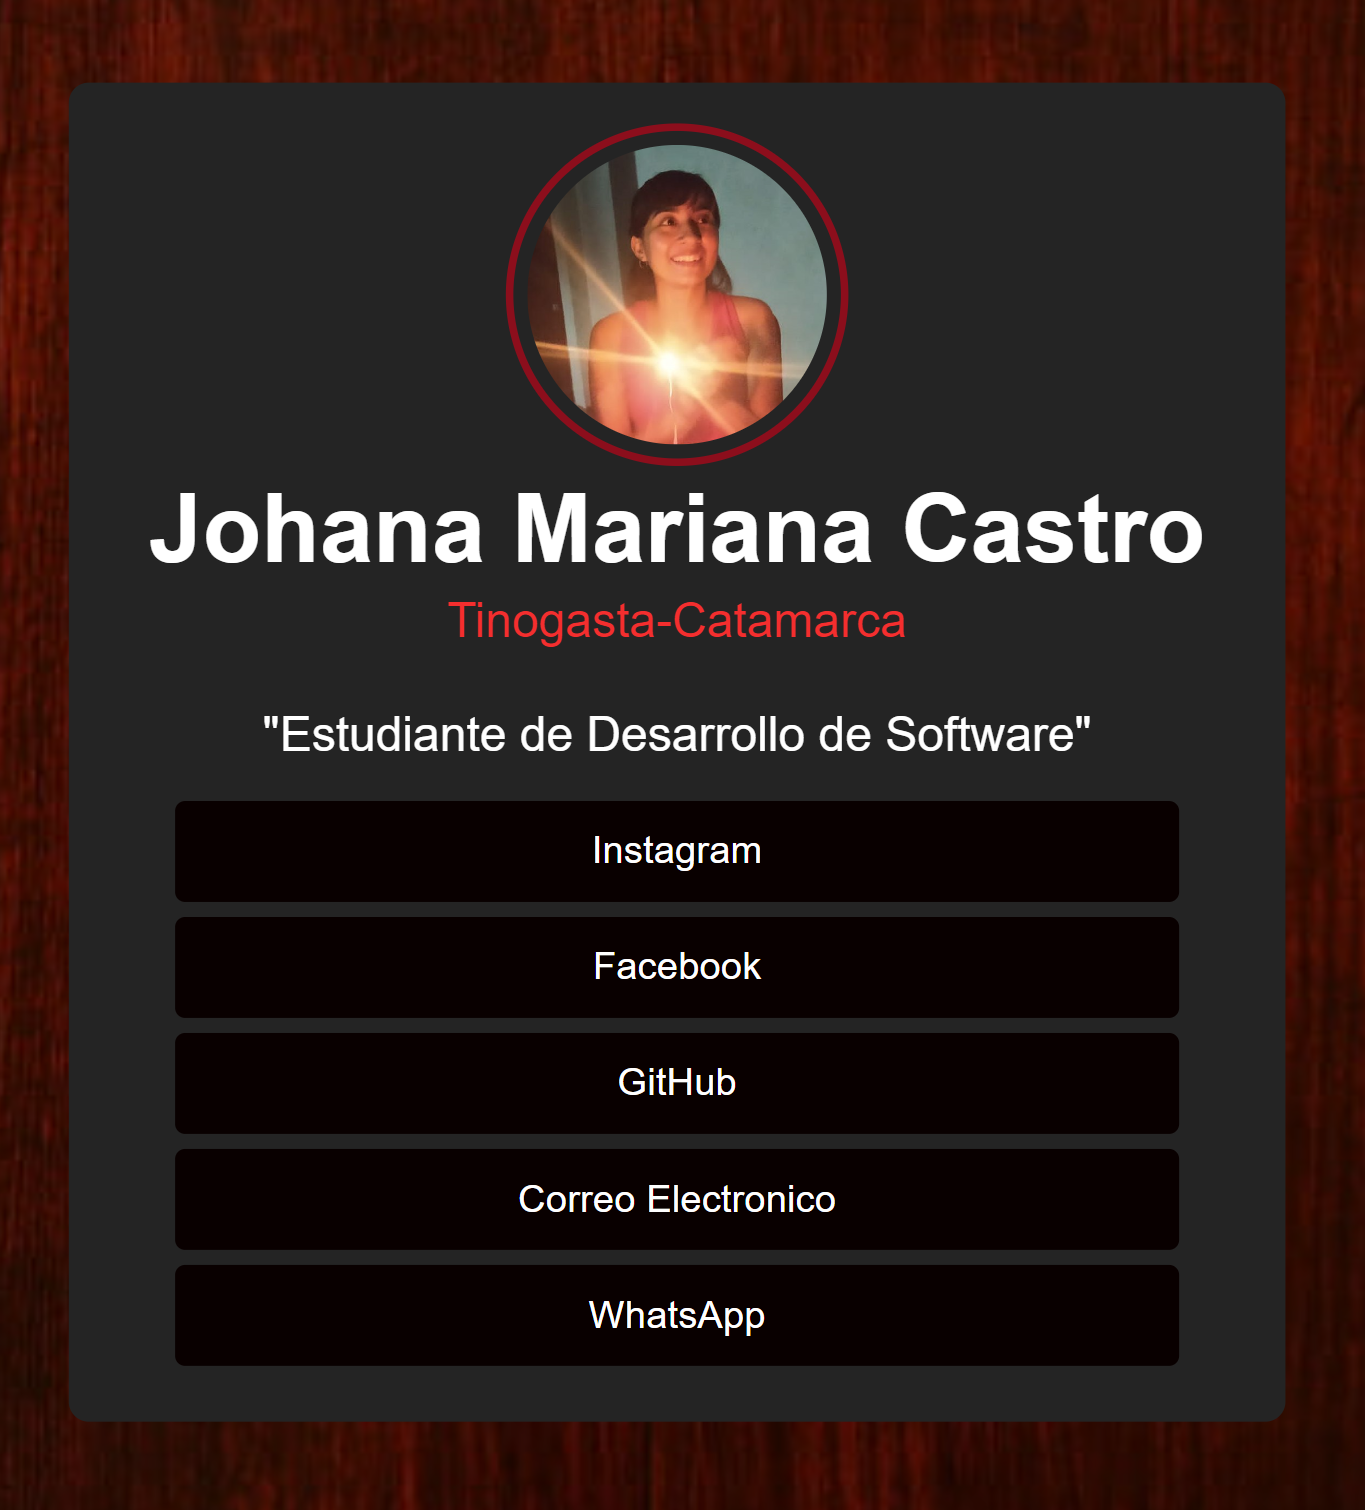 Johana Mariana Castro
Tinogasta-Catamarca
"Estudiante de Desarrollo de Software"
Instagram
Facebook
GitHub
Correo Electronico
WhatsApp